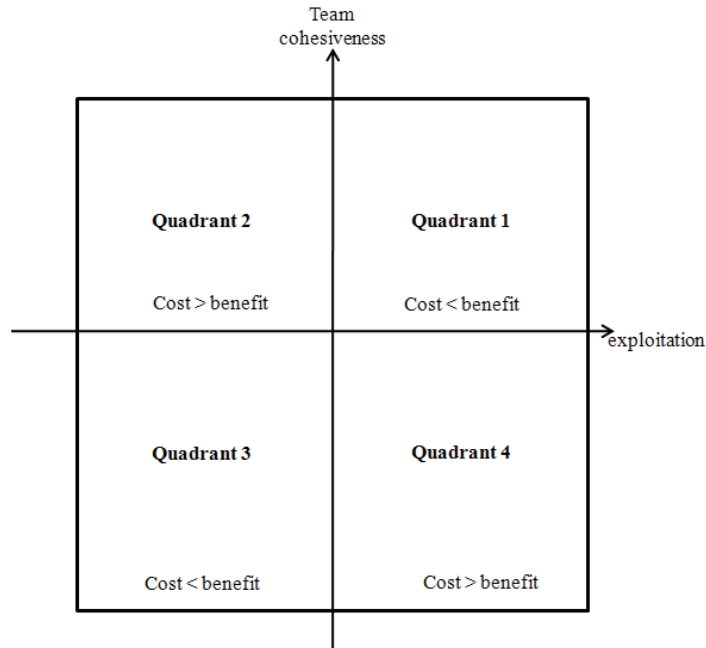 Team
cohesiveness
Quadrant 2
Quadrant 1
Cost > benefit
Cost < benefit
exploitation
Quadrant 3
Quadrant 4
Cost < benefit
Cost > benefit